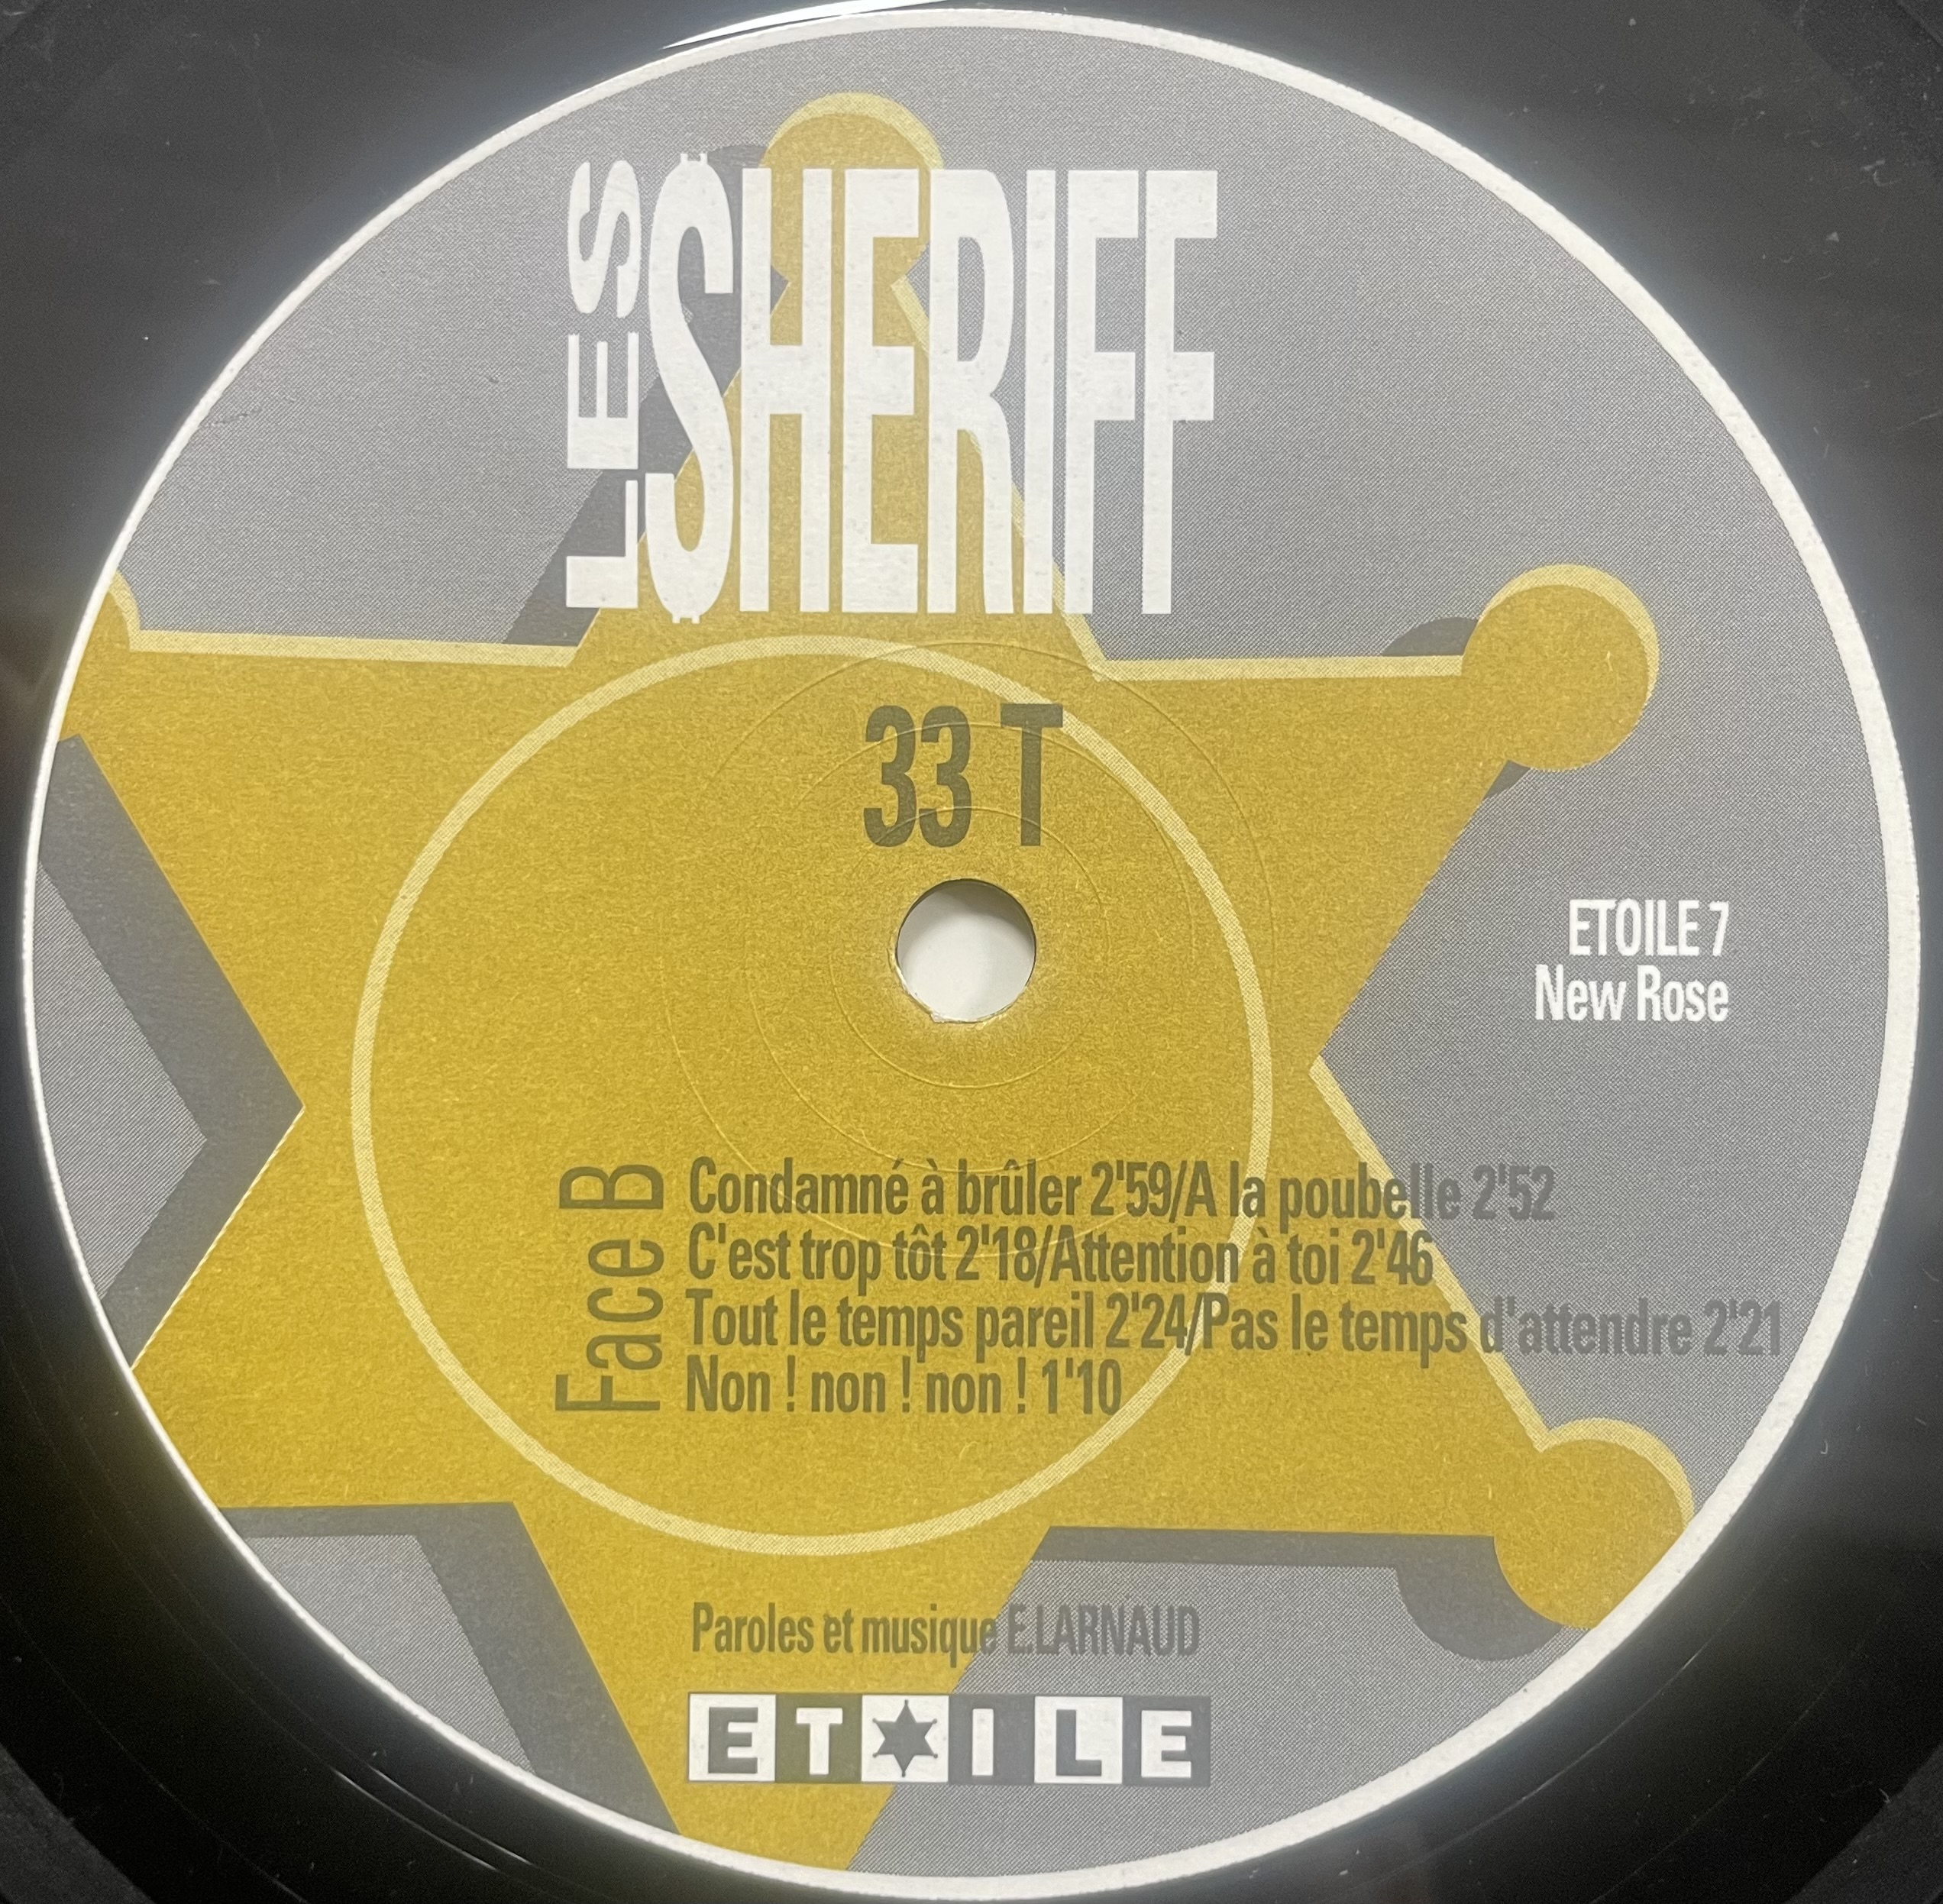 LES SHERIFF
33 T
ETOILE 7
New Rose
Face B
Condamné à brûler 2'59/A la poubelle 2'52
C'est trop tôt 2'18/Attention à toi 2'46
Tout le temps pareil 2'24/Pas le temps d'attendre 2'21
Non ! non ! non ! 1'10
Paroles et musique E.LARNAUD
ETOILE